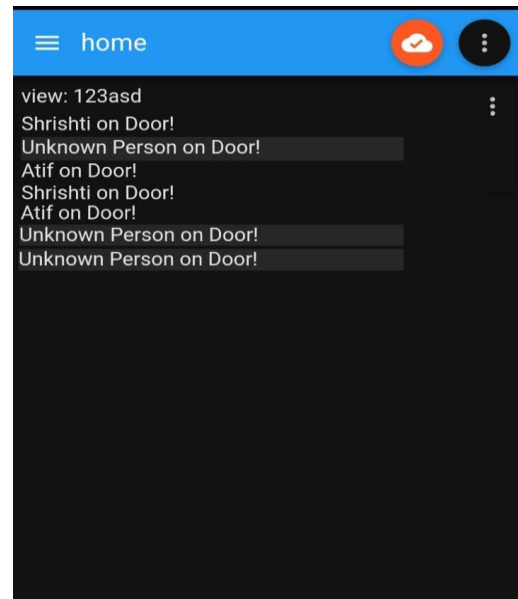 home
view: 123asd
Shrishti on Door!
Unknown Person on Door!
Atif on Door!
Shrishti on Door!
Atif on Door!
Unknown Person on Door!
Unknown Person on Door!